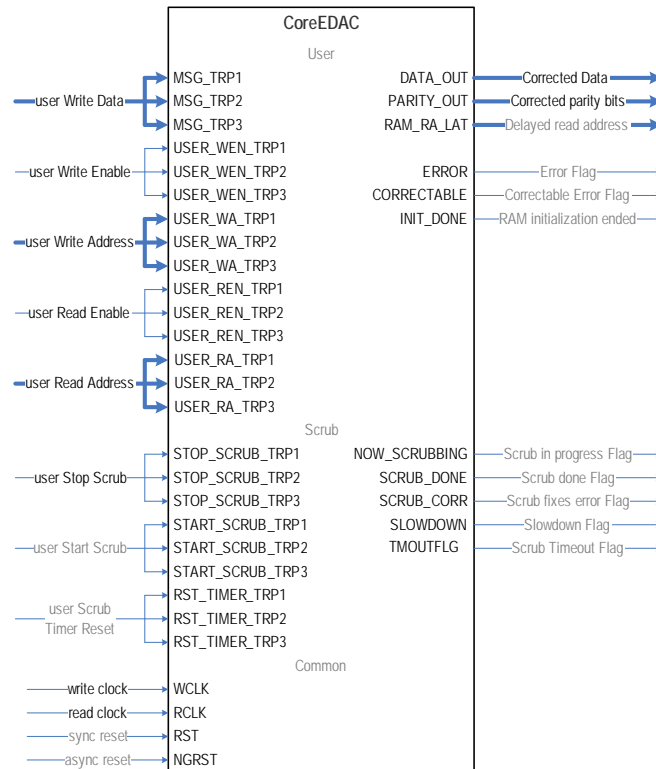 CoreEDAC
User
MSG_TRP1 DATA_OUT Corrected Data
user Write Data MSG_TRP2 PARITY_OUT Corrected parity bits
MSG_TRP3 RAM_RA_LAT Delayed read address
USER_WEN_TRP1
user Write Enable USER_WEN_TRP2 ERROR Error Flag
USER_WEN_TRP3 CORRECTABLE Correctable Error Flag
USER_WA_TRP1 INIT_DONE RAM initialization ended
user Write Address USER_WA_TRP2
USER_WA_TRP3
USER_REN_TRP1
user Read Enable USER_REN_TRP2
USER_REN_TRP3
USER_RA_TRP1
user Read Address USER_RA_TRP2
USER_RA_TRP3
Scrub
STOP_SCRUB_TRP1 NOW_SCRUBBING Scrub in progress Flag
user Stop Scrub STOP_SCRUB_TRP2 SCRUB_DONE Scrub done Flag
STOP_SCRUB_TRP3 SCRUB_CORR Scrub fixes error Flag
START_SCRUB_TRP1 SLOWDOWN Slowdown Flag
user Start Scrub START_SCRUB_TRP2 TMOUTFLG Scrub Timeout Flag
START_SCRUB_TRP3
RST_TIMER_TRP1
user Scrub
Timer Reset RST_TIMER_TRP2
RST_TIMER_TRP3
Common
write clock WCLK
read clock RCLK
sync reset RST
async reset NGRST